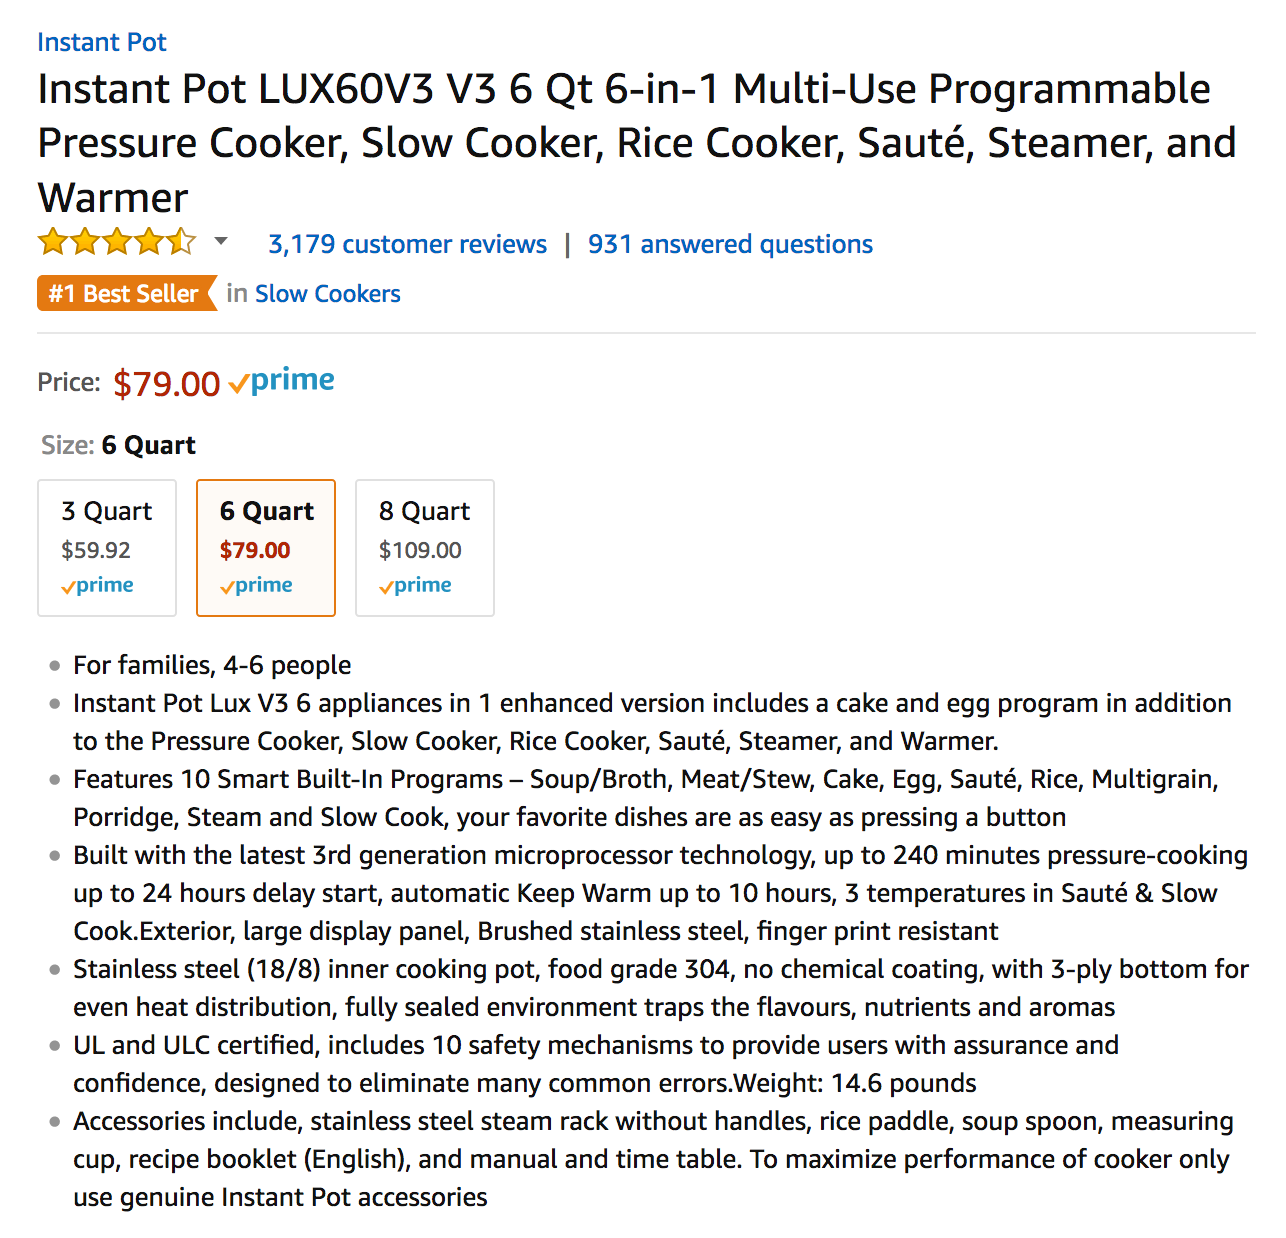 Instant Pot
Instant Pot LUX60V3 V3 6 Qt 6-in-1 Multi-Use Programmable
Pressure Cooker, Slow Cooker, Rice Cooker, Sauté, Steamer, and
Warmer
3,179 customer reviews | 931 answered questions
#1 Best Seller in Slow Cookers
Price: $79.00 prime
Size: 6 Quart
3 Quart
$59.92
prime
6 Quart
$79.00
prime
8 Quart
$109.00
prime
• For families, 4-6 people
• Instant Pot Lux V3 6 appliances in 1 enhanced version includes a cake and egg program in addition
to the Pressure Cooker, Slow Cooker, Rice Cooker, Sauté, Steamer, and Warmer.
• Features 10 Smart Built-In Programs – Soup/Broth, Meat/Stew, Cake, Egg, Sauté, Rice, Multigrain,
Porridge, Steam and Slow Cook, your favorite dishes are as easy as pressing a button
• Built with the latest 3rd generation microprocessor technology, up to 240 minutes pressure-cooking
up to 24 hours delay start, automatic Keep Warm up to 10 hours, 3 temperatures in Sauté & Slow
Cook.Exterior, large display panel, Brushed stainless steel, finger print resistant
• Stainless steel (18/8) inner cooking pot, food grade 304, no chemical coating, with 3-ply bottom for
even heat distribution, fully sealed environment traps the flavours, nutrients and aromas
• UL and ULC certified, includes 10 safety mechanisms to provide users with assurance and
confidence, designed to eliminate many common errors.Weight: 14.6 pounds
• Accessories include, stainless steel steam rack without handles, rice paddle, soup spoon, measuring
cup, recipe booklet (English), and manual and time table. To maximize performance of cooker only
use genuine Instant Pot accessories